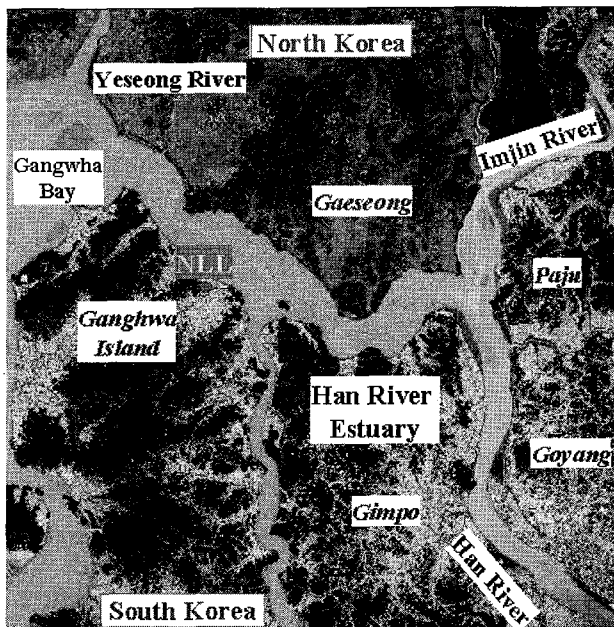 North Korea
Yeseong River
Imjin River
Gangwha
Bay
Gaeseong
NLL
Paju
Ganghwa
Island
Han River
Estuary
Goyang
Gimpo
Han River
South Korea